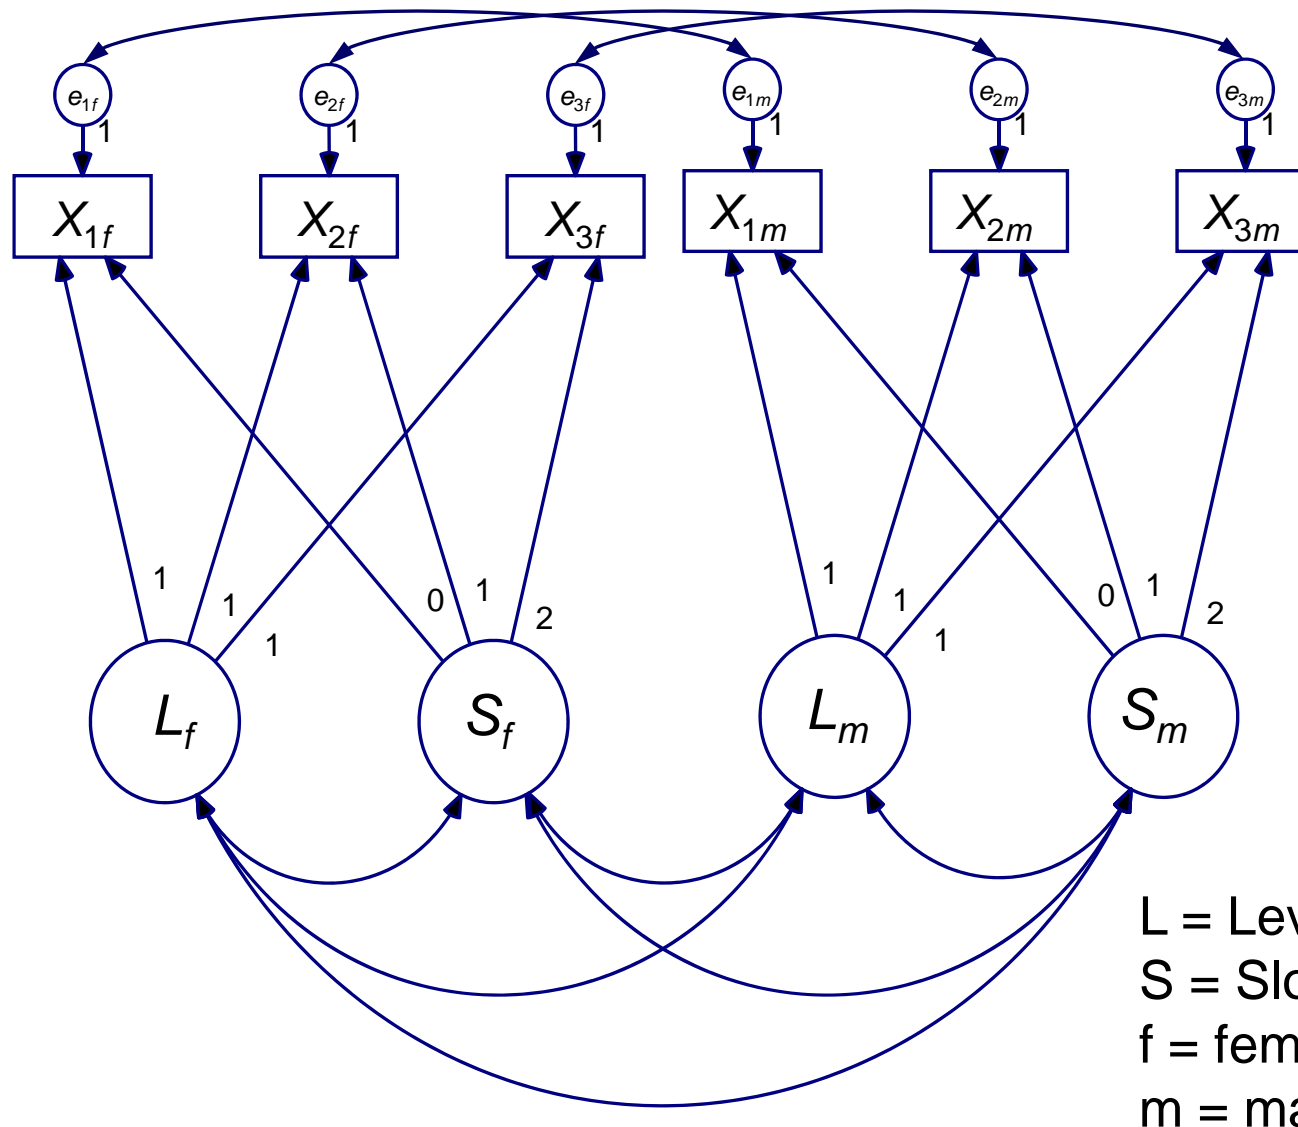 e1f e2f e3f e1m e2m e3m
1 1 1 1 1 1
X1f X2f X3f X1m X2m X3m
1 1 1 0 1 2 1 1 1 0 1 2
Lf Sf Lm Sm
L = Lev
S = Slo
f = fem
m = ma